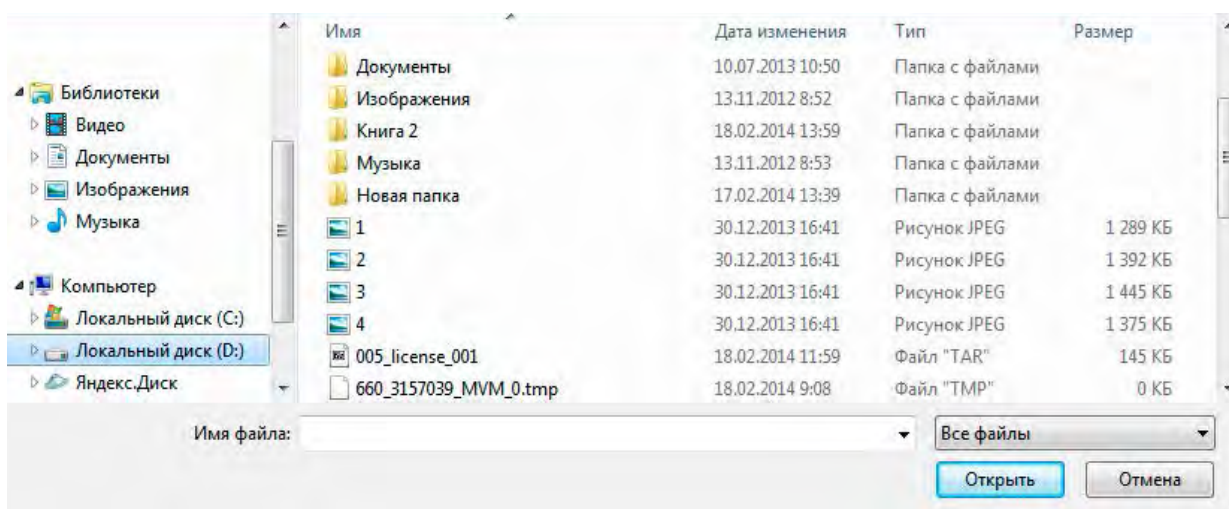 Имя Дата изменения Тип Размер
Библиотеки
Видео
Документы
Изображения
Музыка
Компьютер
Локальный диск (C:)
Локальный диск (D:)
Яндекс.Диск
Документы 10.07.2013 10:50 Папка с файлами
Изображения 13.11.2012 8:52 Папка с файлами
Книга 2 18.02.2014 13:59 Папка с файлами
Музыка 13.11.2012 8:53 Папка с файлами
Новая папка 17.02.2014 13:39 Папка с файлами
1 30.12.2013 16:41 Рисунок JPEG 1 289 КБ
2 30.12.2013 16:41 Рисунок JPEG 1 392 КБ
3 30.12.2013 16:41 Рисунок JPEG 1 445 КБ
4 30.12.2013 16:41 Рисунок JPEG 1 375 КБ
005_license_001 18.02.2014 11:59 Файл "TAR" 145 КБ
660_3157039_MVM_0.tmp 18.02.2014 9:08 Файл "TMP" 0 КБ
Имя файла: Все файлы
Открыть Отмена